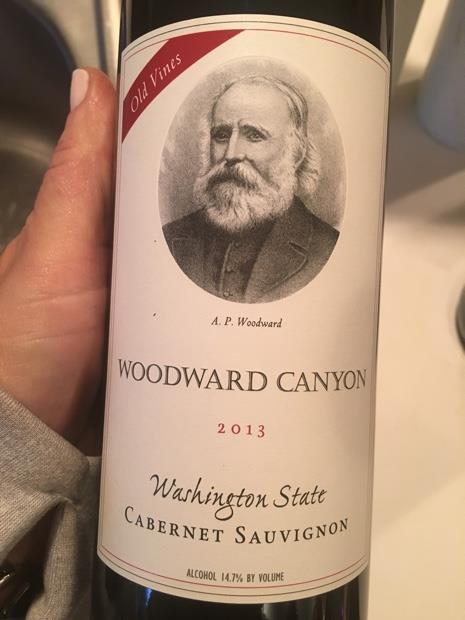 Old Vines
A. P. Woodward
WOODWARD CANYON
2013
Washington State
CABERNET SAUVIGNON
ALCOHOL 14.7% BY VOLUME